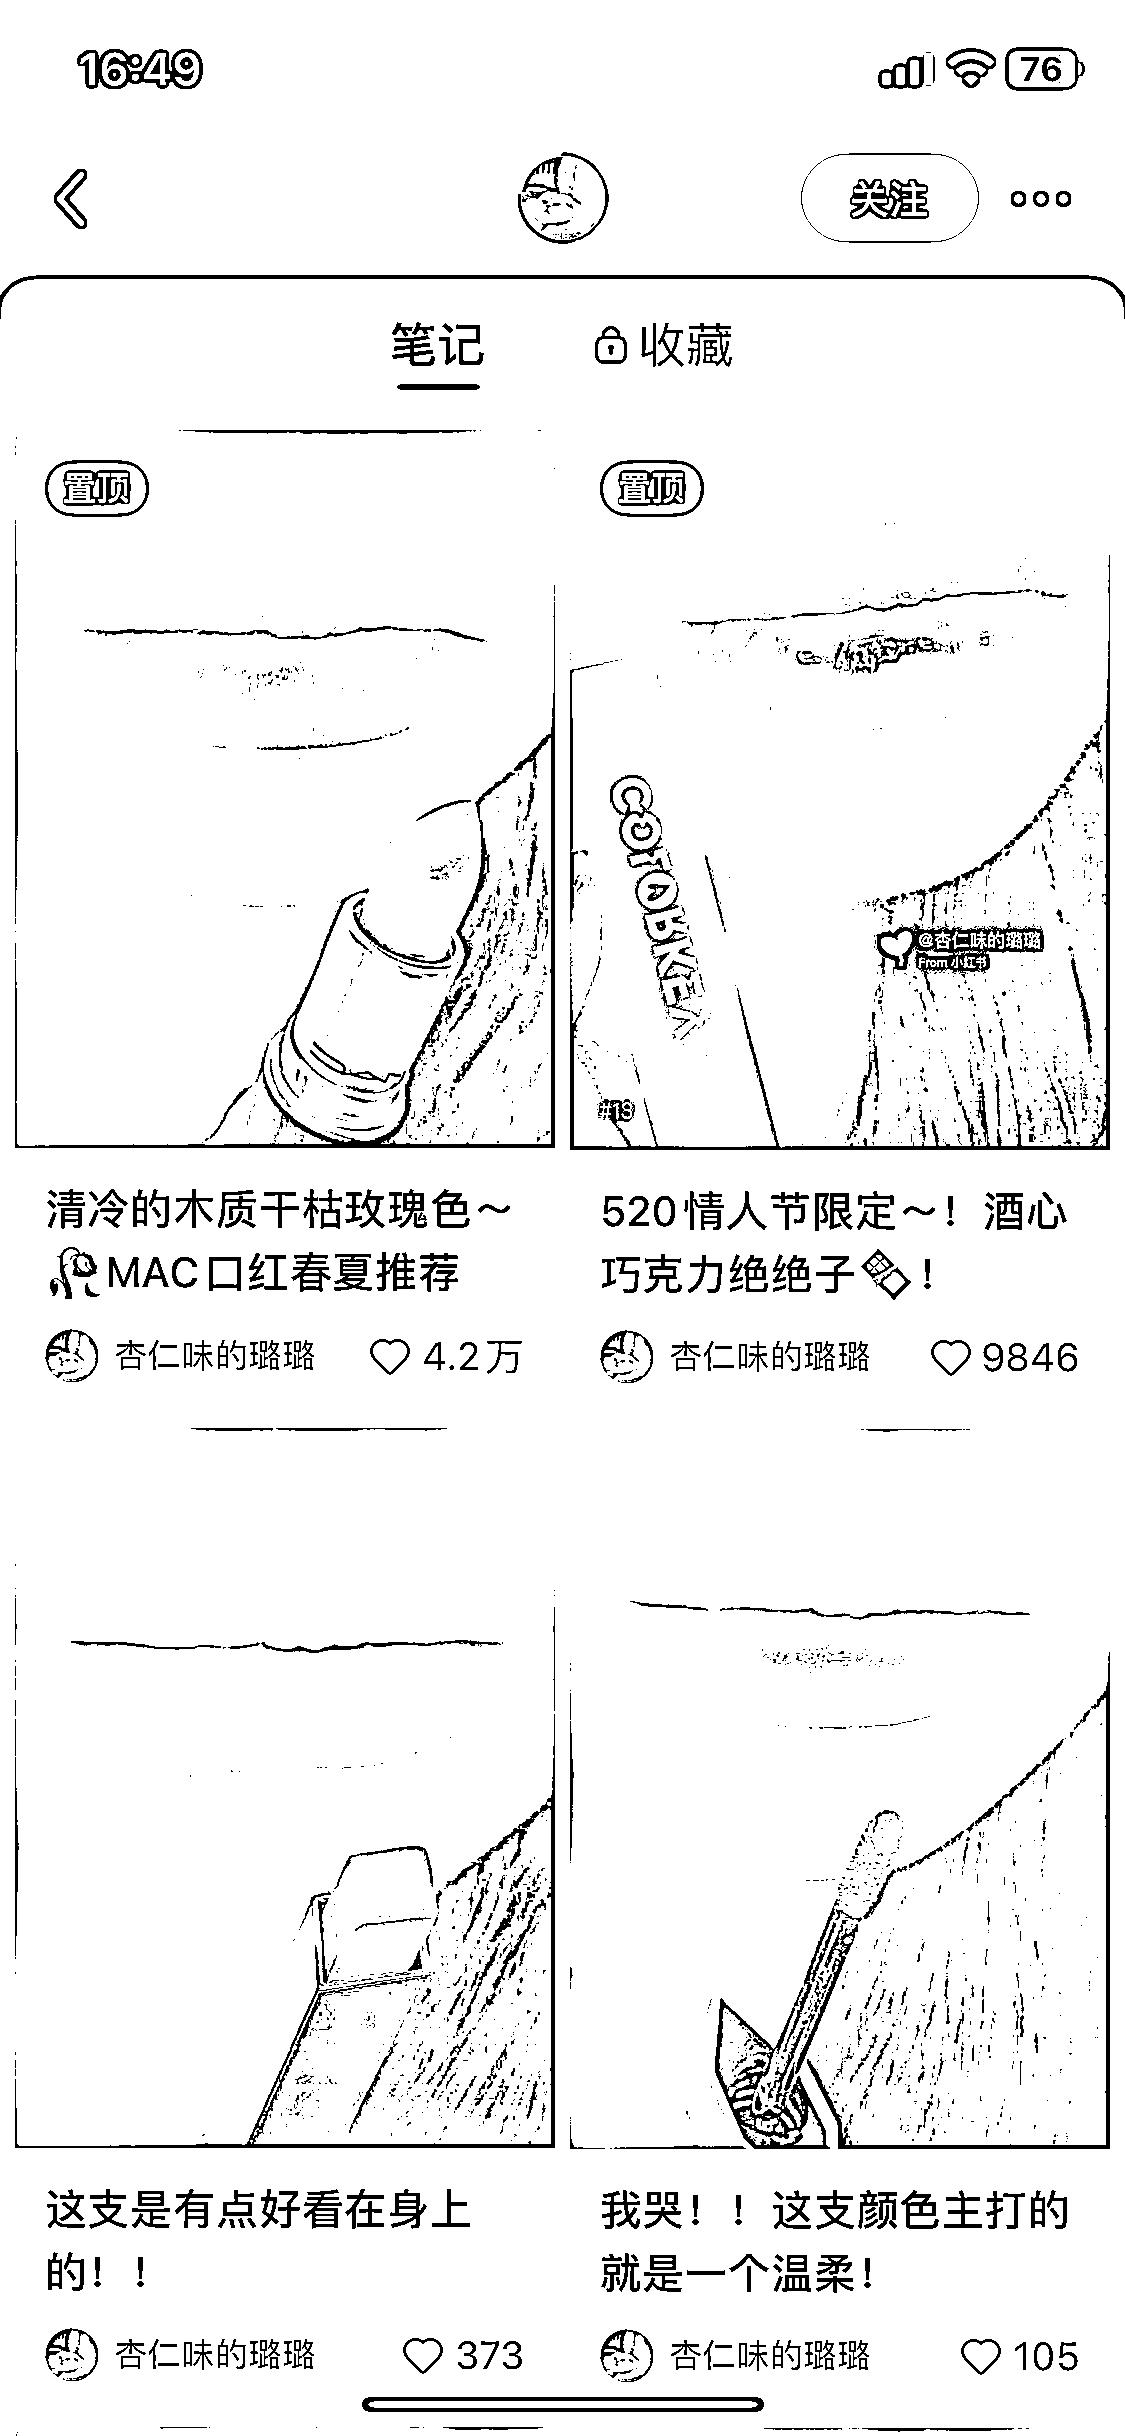 16:49
76
关注
笔记
收藏
置顶
置顶
@杏仁味的璐璐
From 小红书
#19
清冷的木质干枯玫瑰色～
MAC口红春夏推荐
杏仁味的璐璐
4.2万
520情人节限定～！酒心
巧克力绝绝子！
杏仁味的璐璐
9846
这支是有点好看在身上
的！！
杏仁味的璐璐
373
我哭！！这支颜色主打的
就是一个温柔！
杏仁味的璐璐
105